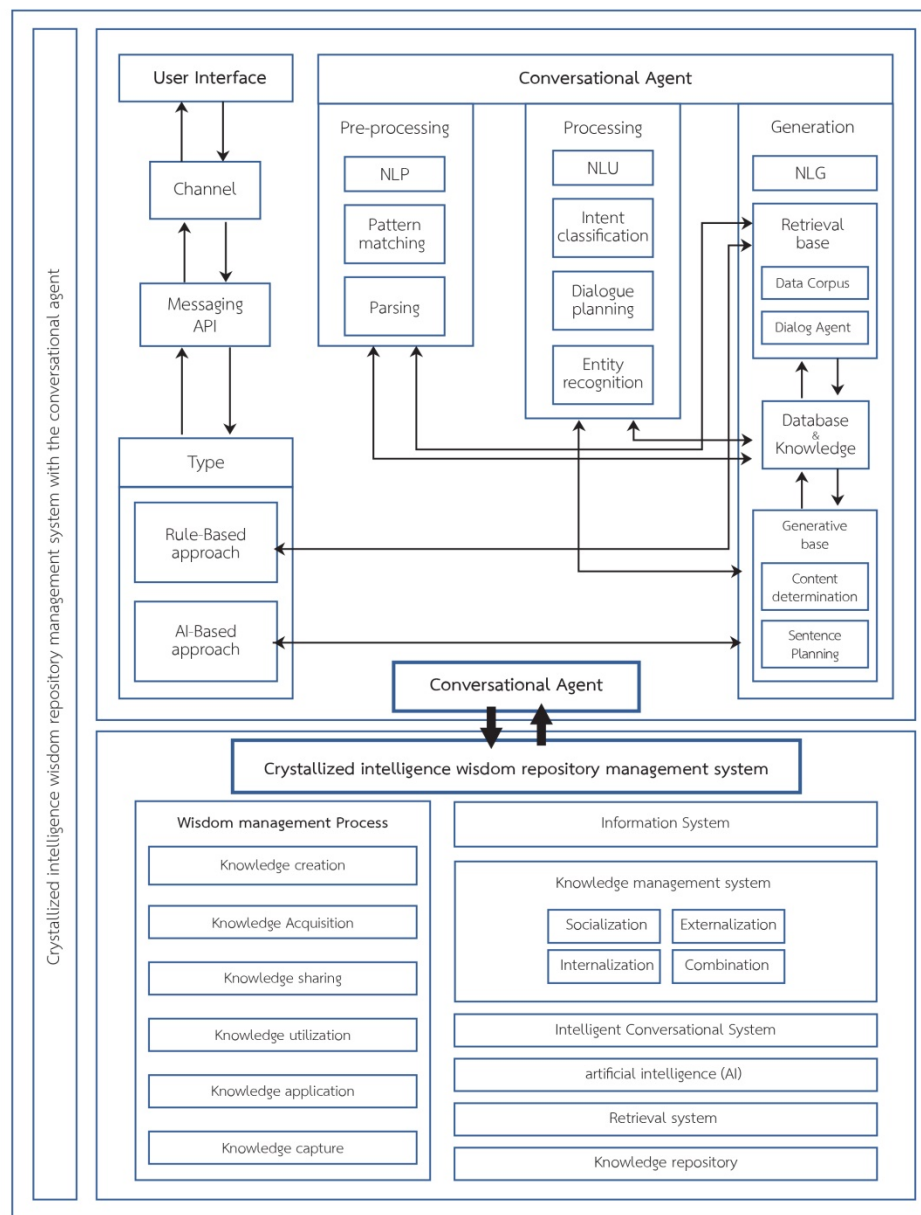 Crystallized intelligence wisdom repository management system with the conversational agent
User Interface
Channel
Messaging
API
Type
Rule-Based
approach
AI-Based
approach
Conversational Agent
Pre-processing
NLP
Pattern
matching
Parsing
Processing
NLU
Intent
classification
Dialogue
planning
Entity
recognition
Generation
NLG
Retrieval
base
Data Corpus
Dialog Agent
Database
&
Knowledge
Generative
base
Content
determination
Sentence
Planning
Conversational Agent
Crystallized intelligence wisdom repository management system
Wisdom management Process
Knowledge creation
Knowledge Acquisition
Knowledge sharing
Knowledge utilization
Knowledge application
Knowledge capture
Information System
Knowledge management system
Socialization
Externalization
Internalization
Combination
Intelligent Conversational System
artificial intelligence (AI)
Retrieval system
Knowledge repository